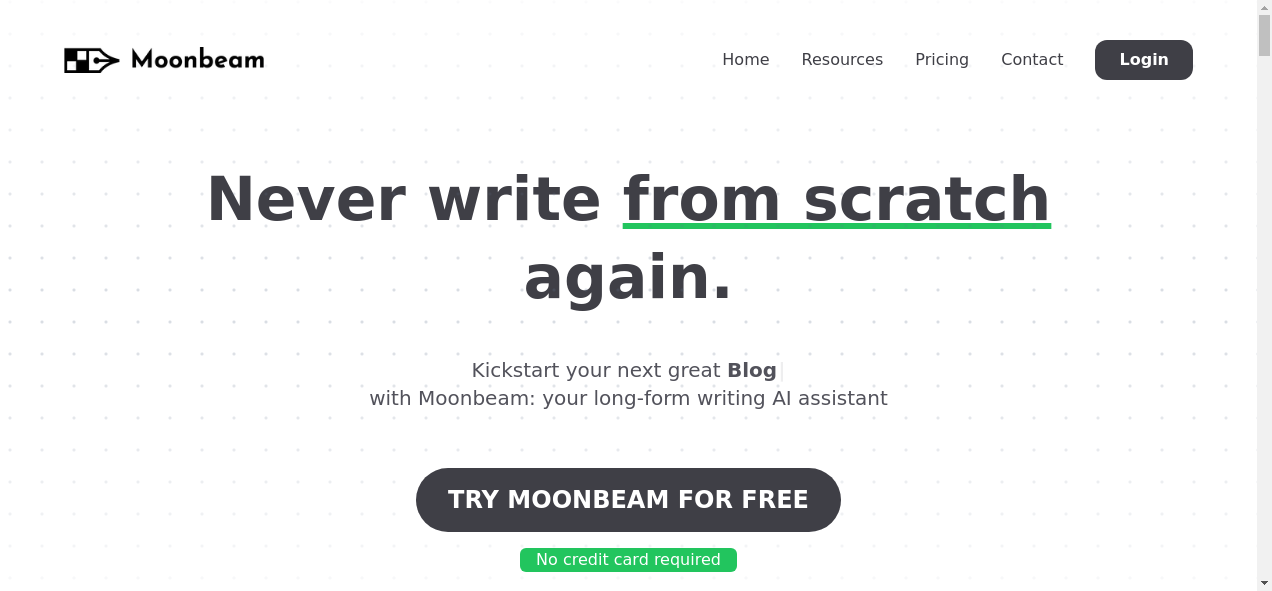 Moonbeam
Home
Resources
Pricing
Contact
Login
Never write from scratch
again.
Kickstart your next great Blog
with Moonbeam: your long-form writing AI assistant
TRY MOONBEAM FOR FREE
No credit card required